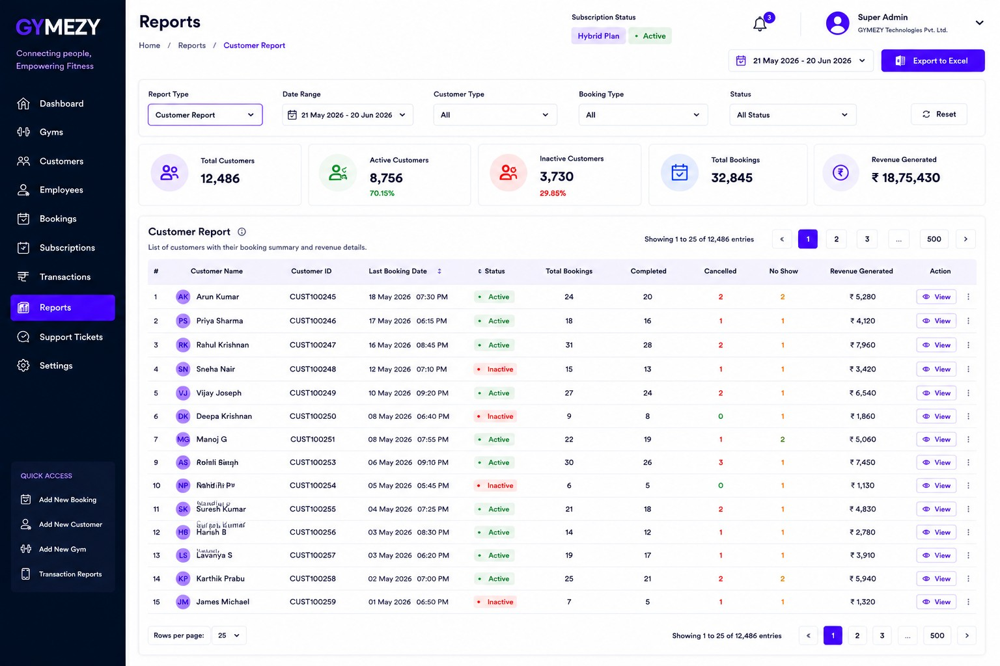 GYMEZY
Connecting people,
Empowering Fitness
Dashboard
Gyms
Customers
Employees
Bookings
Subscriptions
Transactions
Reports
Support Tickets
Settings
QUICK ACCESS
Add New Booking
Add New Customer
Add New Gym
Transaction Reports
Reports
Home / Reports / Customer Report
Subscription Status
Hybrid Plan • Active
3
Super Admin
GYMEZY Technologies Pvt. Ltd.
21 May 2026 - 20 Jun 2026
Export to Excel
Report Type
Customer Report
Date Range
21 May 2026 - 20 Jun 2026
Customer Type
All
Booking Type
All
Status
All Status
Reset
Total Customers
12,486
Active Customers
8,756
70.15%
Inactive Customers
3,730
29.85%
Total Bookings
32,845
Revenue Generated
₹ 18,75,430
Customer Report
List of customers with their booking summary and revenue details.
Showing 1 to 25 of 12,486 entries « 1 2 3 ... 500 >
# Customer Name Customer ID Last Booking Date Status Total Bookings Completed Cancelled No Show Revenue Generated Action
1 AK Arun Kumar CUST100245 18 May 2026 07:30 PM • Active 24 20 2 2 ₹ 5,280 View
2 PS Priya Sharma CUST100246 17 May 2026 06:15 PM • Active 18 16 1 1 ₹ 4,120 View
3 RK Rahul Krishnan CUST100247 16 May 2026 08:45 PM • Active 31 28 2 1 ₹ 7,960 View
4 SN Sneha Nair CUST100248 12 May 2026 07:10 PM • Inactive 15 13 1 1 ₹ 3,420 View
5 VJ Vijay Joseph CUST100249 10 May 2026 09:20 PM • Active 27 24 2 1 ₹ 6,540 View
6 DK Deepa Krishnan CUST100250 08 May 2026 06:40 PM • Inactive 9 8 0 1 ₹ 1,860 View
7 MG Manoj G CUST100251 08 May 2026 07:55 PM • Active 22 19 1 2 ₹ 5,060 View
9 AS CUST100253 06 May 2026 09:10 PM • Active 30 26 3 1 ₹ 7,450 View
10 NP CUST100254 05 May 2026 05:45 PM • Inactive 6 5 0 1 ₹ 1,130 View
11 SK Suresh Kumar CUST100255 04 May 2026 07:25 PM • Active 21 18 2 1 ₹ 4,830 View
12 HB Harish B CUST100256 03 May 2026 08:30 PM • Active 14 12 1 1 ₹ 2,780 View
13 LS Lavanya S CUST100257 03 May 2026 06:20 PM • Active 19 17 1 1 ₹ 3,910 View
14 KP Karthik Prabu CUST100258 02 May 2026 07:00 PM • Active 25 21 2 2 ₹ 5,940 View
15 JM James Michael CUST100259 01 May 2026 06:50 PM • Inactive 7 5 1 1 ₹ 1,320 View
Rows per page: 25
Showing 1 to 25 of 12,486 entries « 1 2 3 ... 500 >